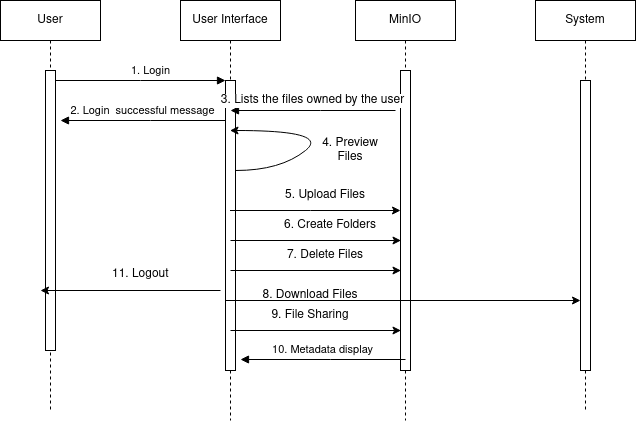 User
User Interface
MinIO
System
1. Login
3. Lists the files owned by the user
2. Login successful message
4. Preview
Files
5. Upload Files
6. Create Folders
7. Delete Files
11. Logout
8. Download Files
9. File Sharing
10. Metadata display